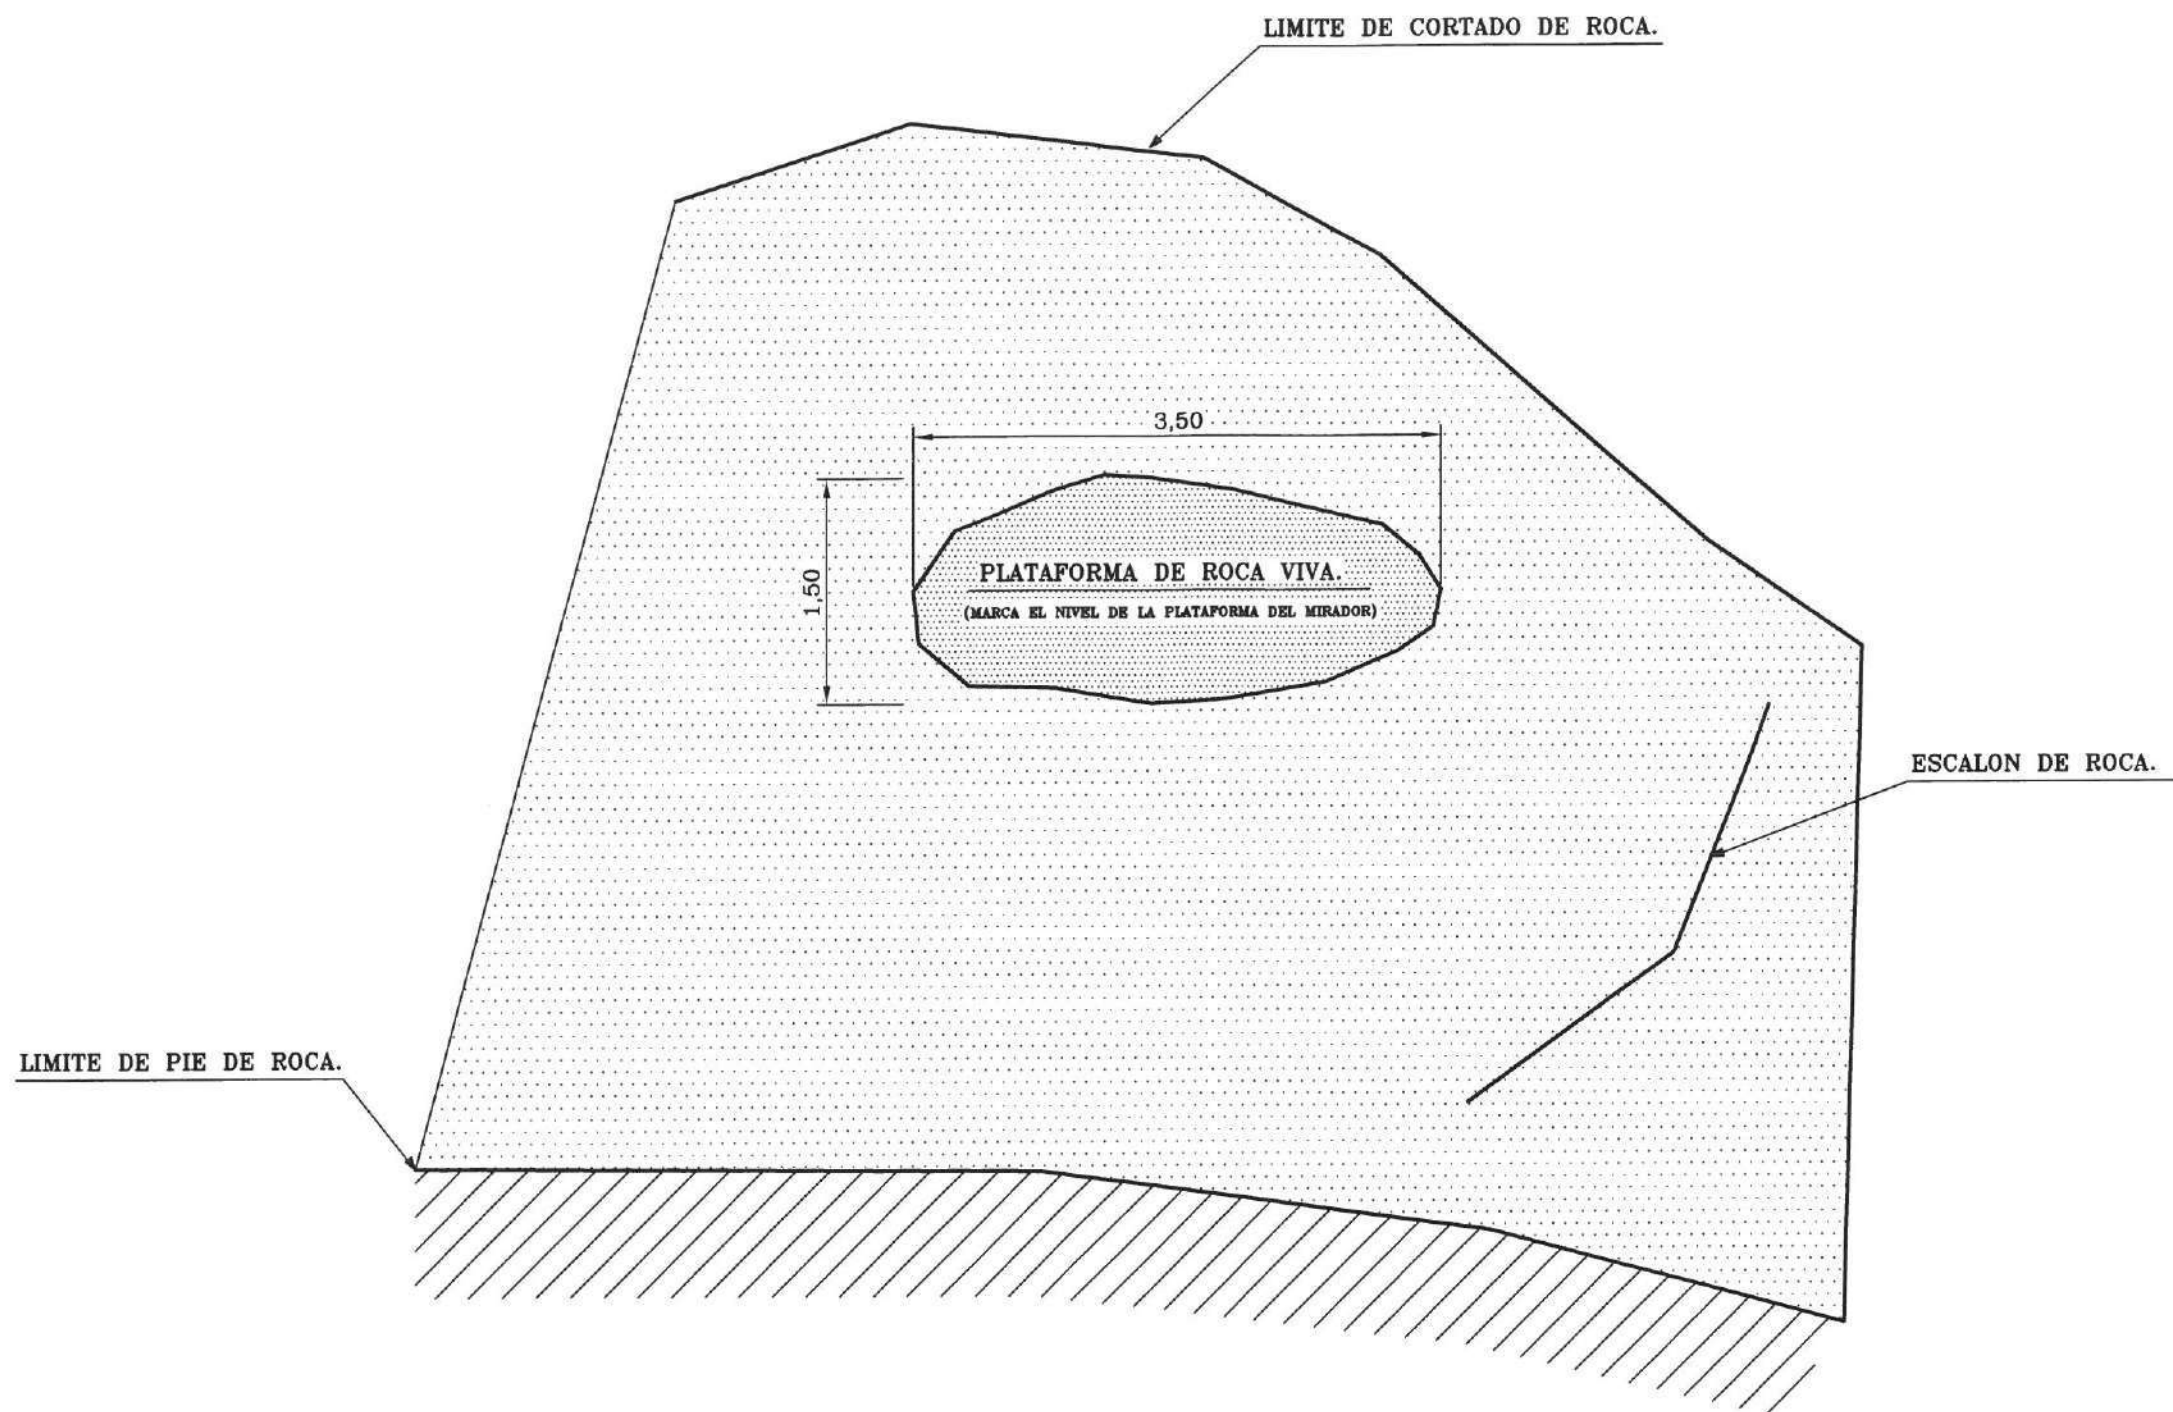 LIMITE DE CORTADO DE ROCA.
3,50
1,50
PLATAFORMA DE ROCA VIVA.
(MARCA EL NIVEL DE LA PLATAFORMA DEL MIRADOR)
ESCALON DE ROCA.
LIMITE DE PIE DE ROCA.